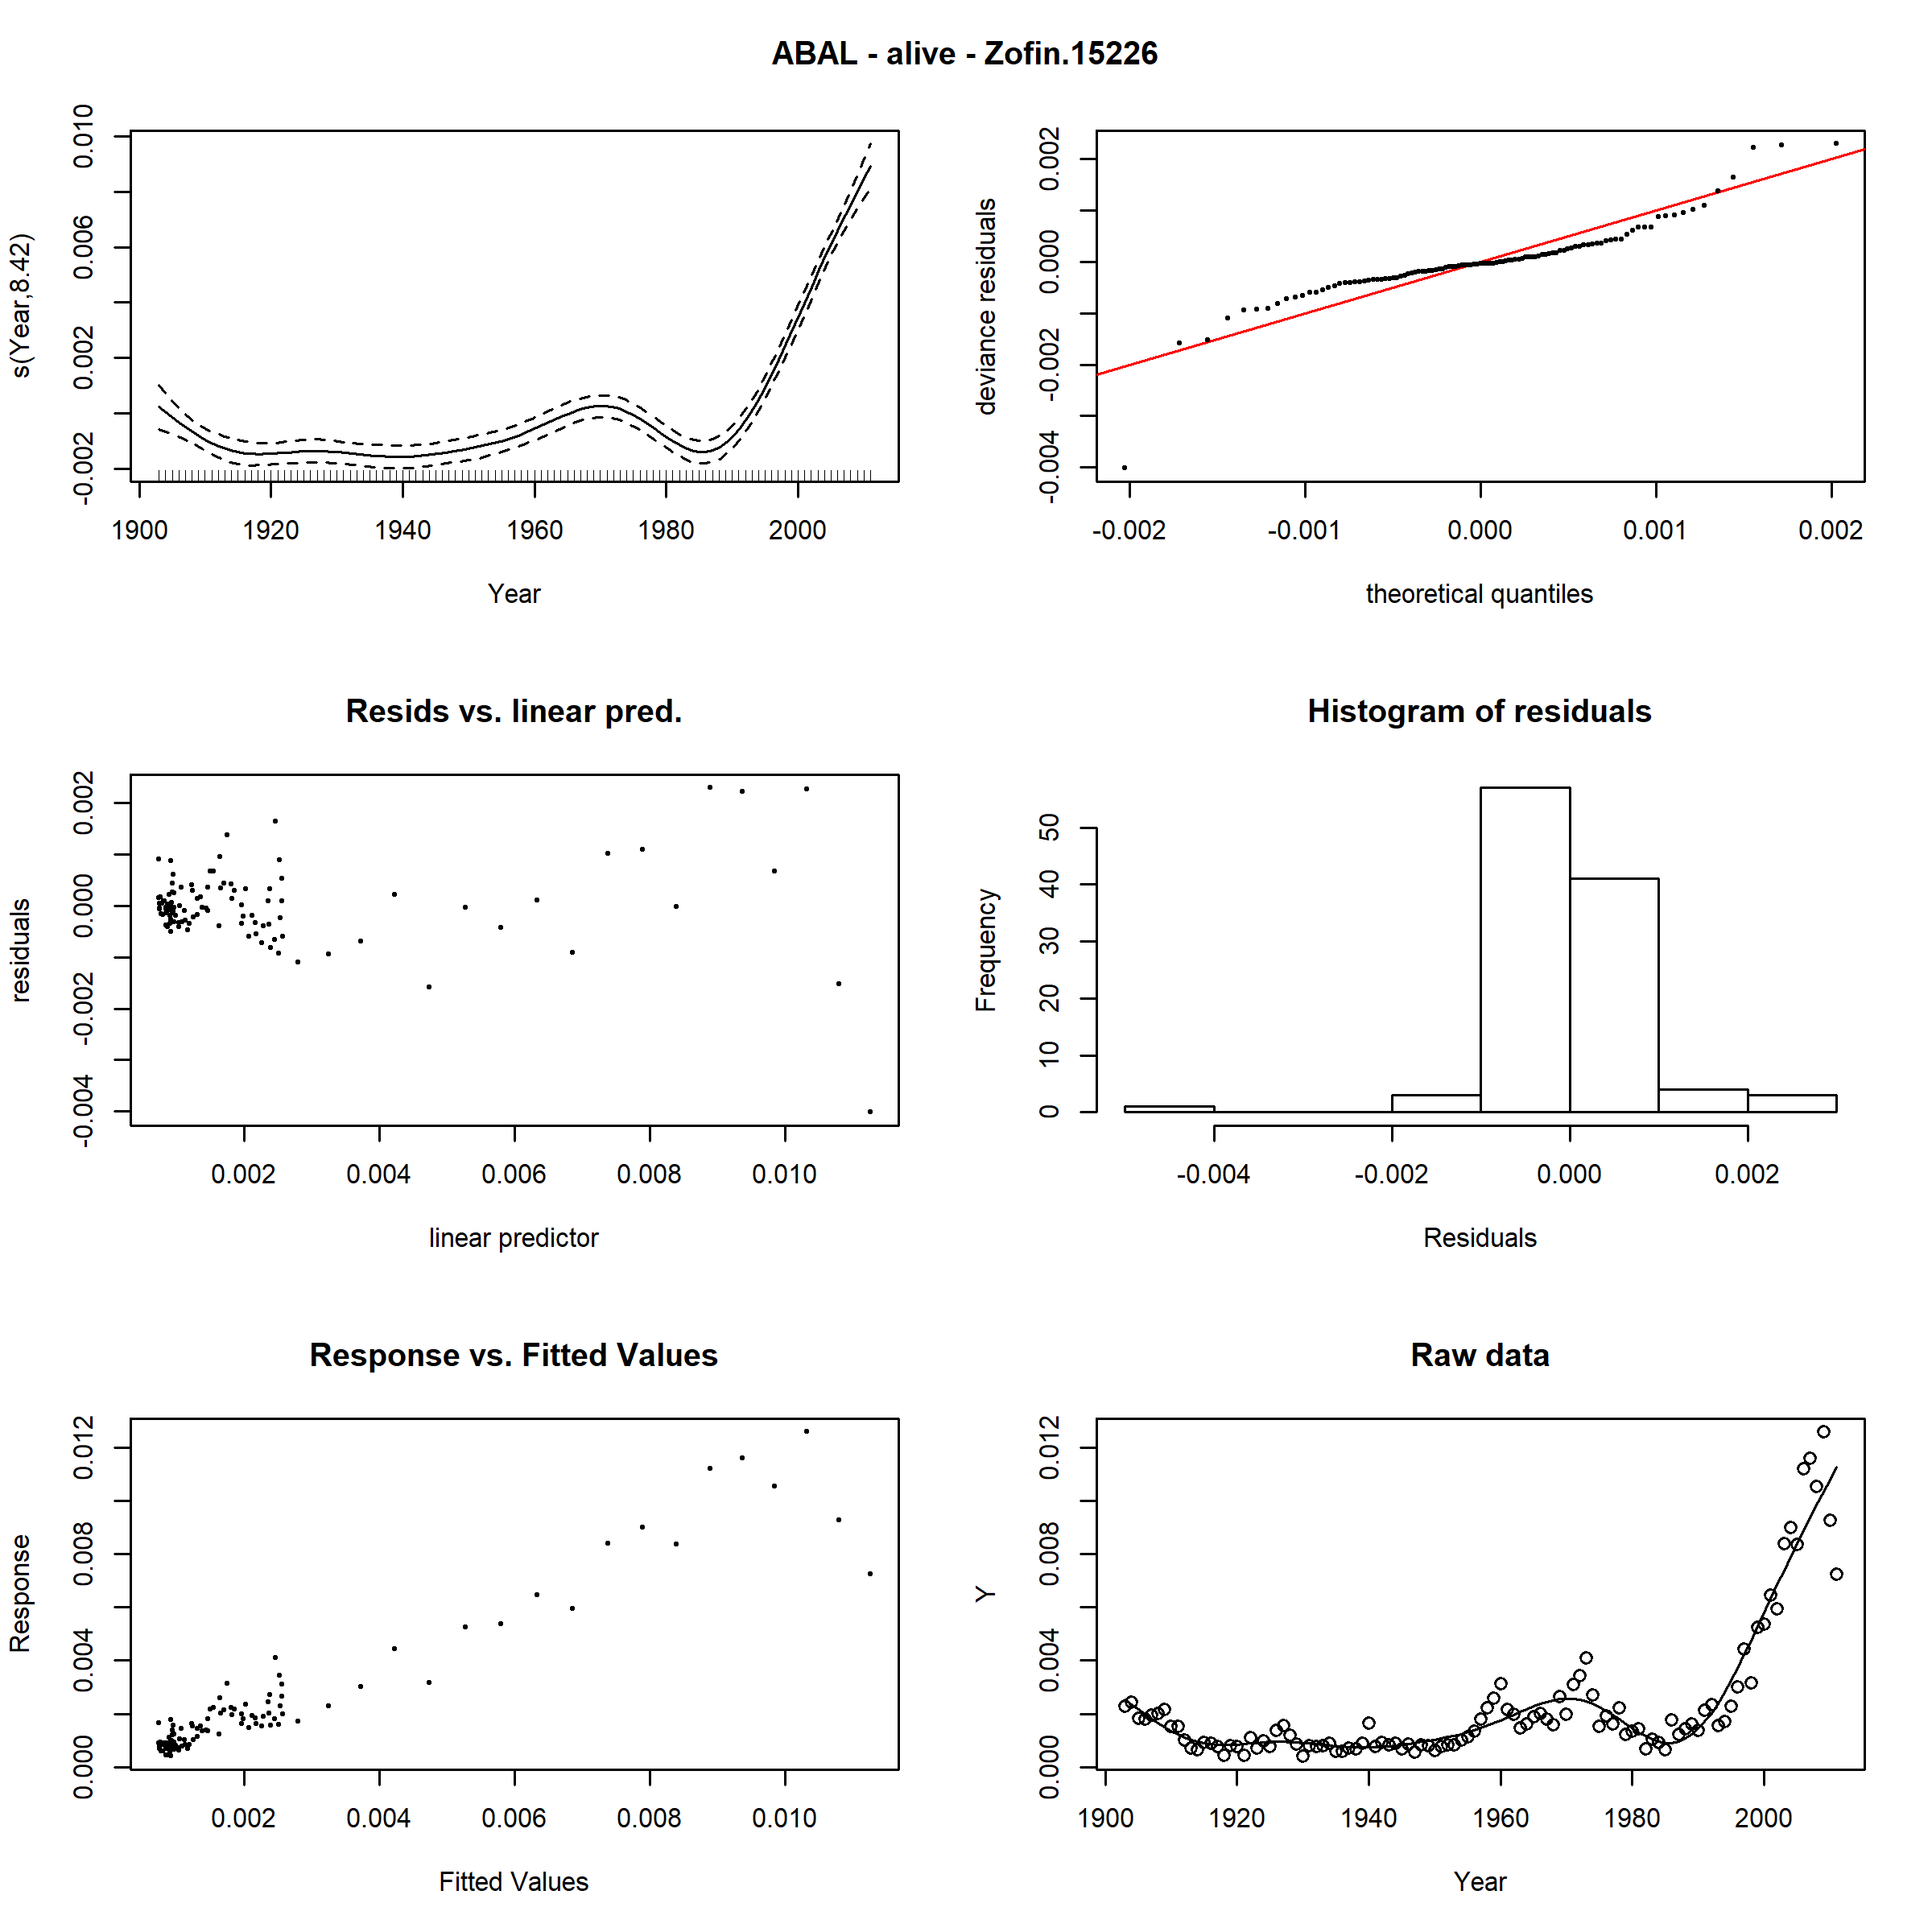 ABAL - alive - Zofin.15226
s(Year,8.42)
-0.002 0.002 0.006 0.010
1900 1920 1940 1960 1980 2000
Year
deviance residuals
-0.004 -0.002 0.000 0.002
-0.002 -0.001 0.000 0.001 0.002
theoretical quantiles
Resids vs. linear pred.
residuals
-0.004 -0.002 0.000 0.002
0.002 0.004 0.006 0.008 0.010
linear predictor
Histogram of residuals
Frequency
0 10 20 30 40 50
-0.004 -0.002 0.000 0.002
Residuals
Response vs. Fitted Values
Response
0.000 0.004 0.008 0.012
0.002 0.004 0.006 0.008 0.010
Fitted Values
Raw data
Y
0.000 0.004 0.008 0.012
1900 1920 1940 1960 1980 2000
Year